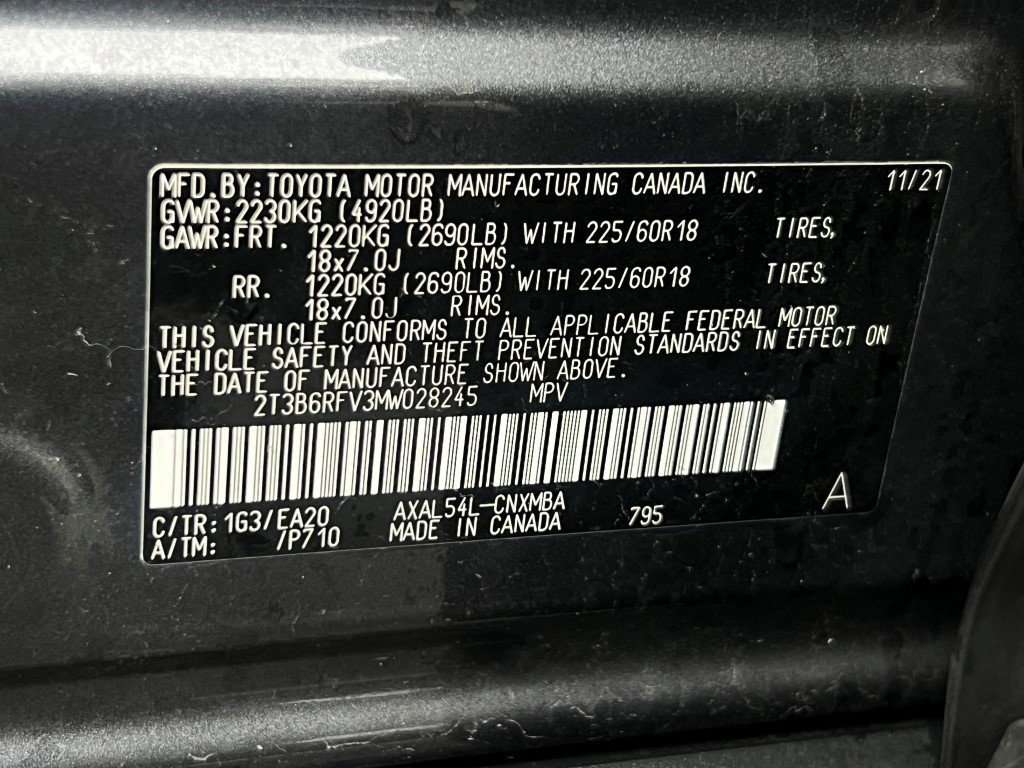 MFD.BY:TOYOTA MOTOR MANUFACTURING CANADA INC. 11/21
GVWR:2230KG (4920LB)
GAWR:FRT. 1220KG (2690LB) WITH 225/60R18 TIRES,
18x7.0J RIMS.
RR. 1220KG (2690LB) WITH 225/60R18 TIRES,
18x7.0J RIMS.
THIS VEHICLE CONFORMS TO ALL APPLICABLE FEDERAL MOTOR
VEHICLE SAFETY AND THEFT PREVENTION STANDARDS IN EFFECT ON
THE DATE OF MANUFACTURE SHOWN ABOVE.
2T3B6RFV3MW028245 MPV
A
C/TR: 1G3/EA20 AXAL54L-CNXMBA 795
A/TM: /P710 MADE IN CANADA